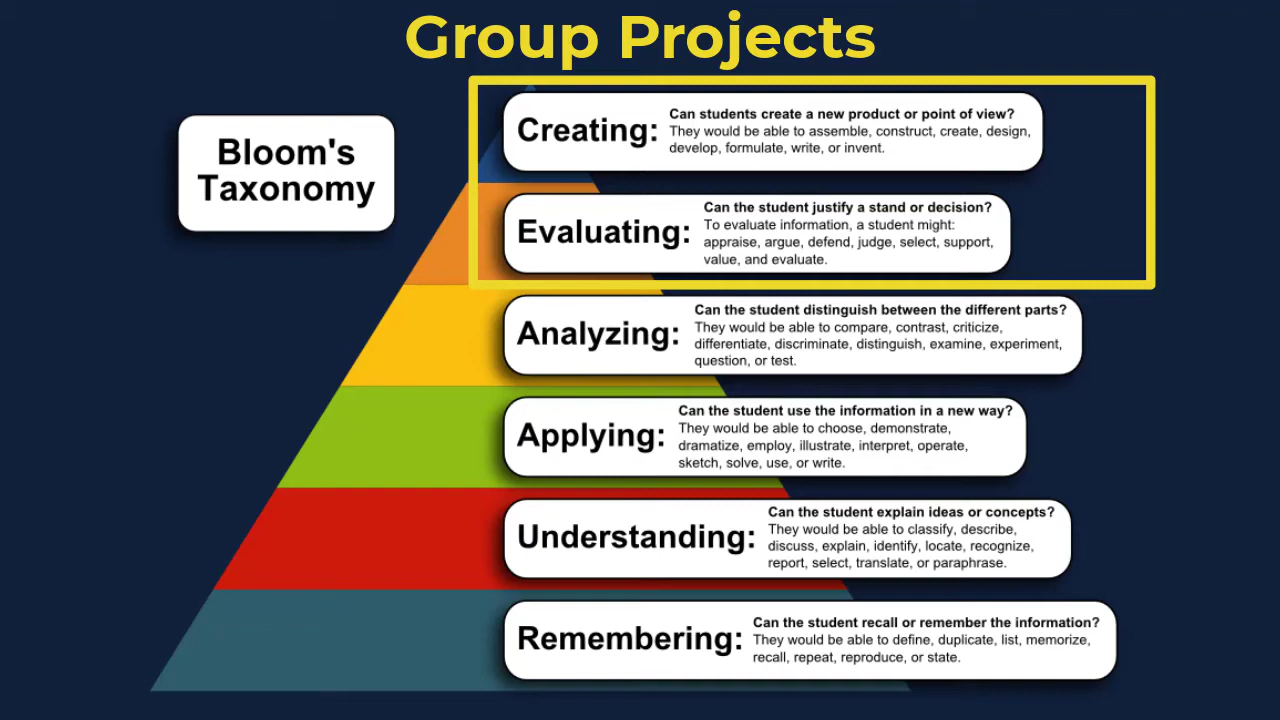 Group Projects
Bloom's
Taxonomy
Creating:
Can students create a new product or point of view?
They would be able to assemble, construct, create, design,
develop, formulate, write, or invent.
Evaluating:
Can the student justify a stand or decision?
To evaluate information, a student might:
appraise, argue, defend, judge, select, support,
value, and evaluate.
Analyzing:
Can the student distinguish between the different parts?
They would be able to compare, contrast, criticize,
differentiate, discriminate, distinguish, examine, experiment,
question, or test.
Applying:
Can the student use the information in a new way?
They would be able to choose, demonstrate,
dramatize, employ, illustrate, interpret, operate,
sketch, solve, use, or write.
Understanding:
Can the student explain ideas or concepts?
They would be able to classify, describe,
discuss, explain, identify, locate, recognize,
report, select, translate, or paraphrase.
Remembering:
Can the student recall or remember the information?
They would be able to define, duplicate, list, memorize,
recall, repeat, reproduce, or state.